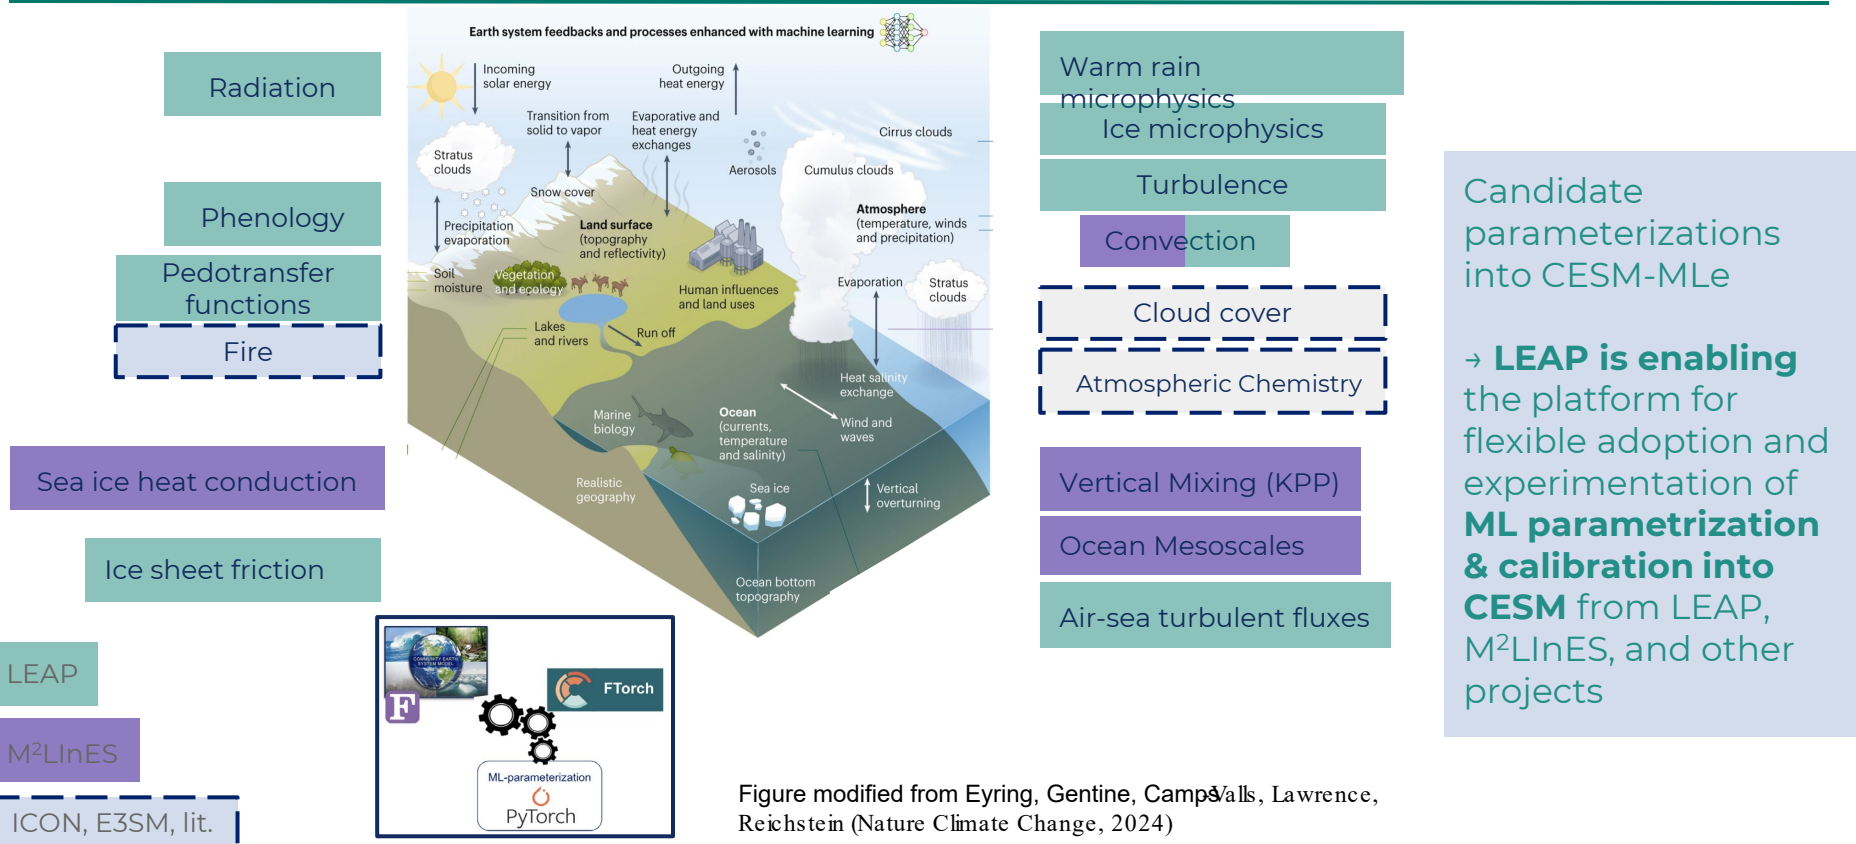 Earth system feedbacks and processes enhanced with machine learning
Radiation
Phenology
Pedotransfer
functions
Fire
Sea ice heat conduction
Ice sheet friction
LEAP
M²LInES
ICON, E3SM, lit.
Incoming
solar energy
Outgoing
heat energy
Transition from
solid to vapor
Evaporative and
heat energy
exchanges
Cirrus clouds
Stratus
clouds
Aerosols
Cumulus clouds
Snow cover
Precipitation
evaporation
Land surface
(topography
and reflectivity)
Atmosphere
(temperature, winds
and precipitation)
Soil
moisture
Vegetation
and ecology
Human influences
and land uses
Evaporation
Stratus
clouds
Lakes
and rivers
Run off
Heat salinity
exchange
Marine
biology
Ocean
(currents,
temperature
and salinity)
Wind and
waves
Realistic
geography
Sea ice
Vertical
overturning
Ocean bottom
topography
COMMUNITY EARTH
SYSTEM MODEL
F
FTorch
ML-parameterization
PyTorch
Figure modified from Eyring, Gentine, Camps-Valls, Lawrence,
Reichstein (Nature Climate Change, 2024)
Warm rain
microphysics
Ice microphysics
Turbulence
Convection
Cloud cover
Atmospheric Chemistry
Vertical Mixing (KPP)
Ocean Mesoscales
Air-sea turbulent fluxes
Candidate
parameterizations
into CESM-MLe
→ LEAP is enabling
the platform for
flexible adoption and
experimentation of
ML parametrization
& calibration into
CESM from LEAP,
M²LInES, and other
projects